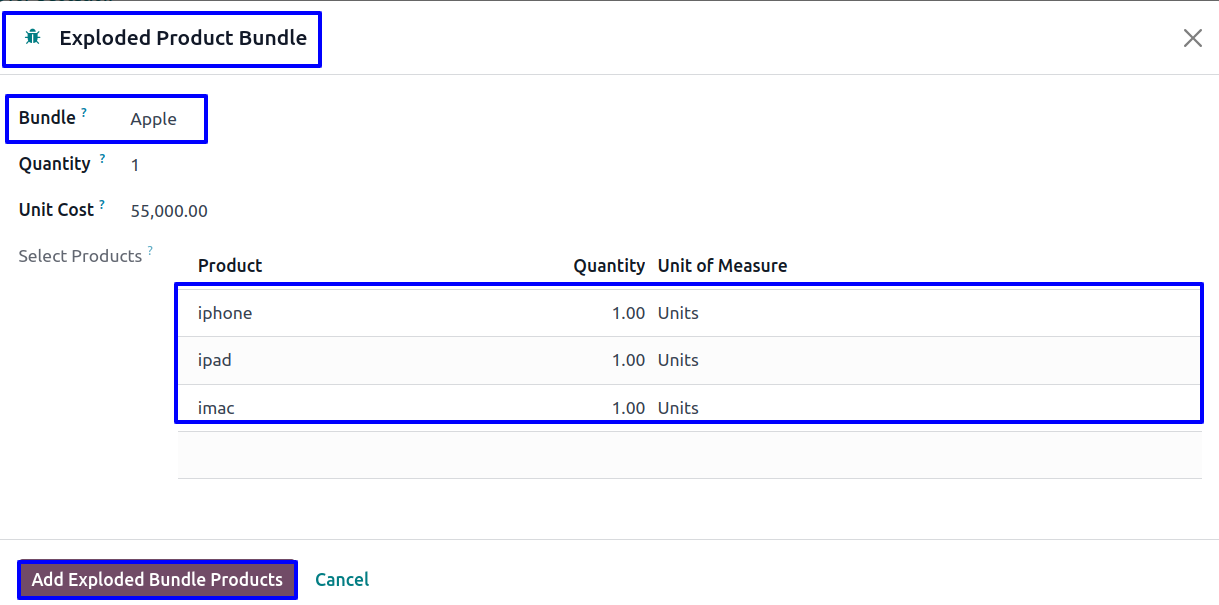 Exploded Product Bundle
Bundle ? Apple
Quantity ? 1
Unit Cost ? 55,000.00
Select Products ?
Product Quantity Unit of Measure
iphone 1.00 Units
ipad 1.00 Units
imac 1.00 Units
Add Exploded Bundle Products Cancel